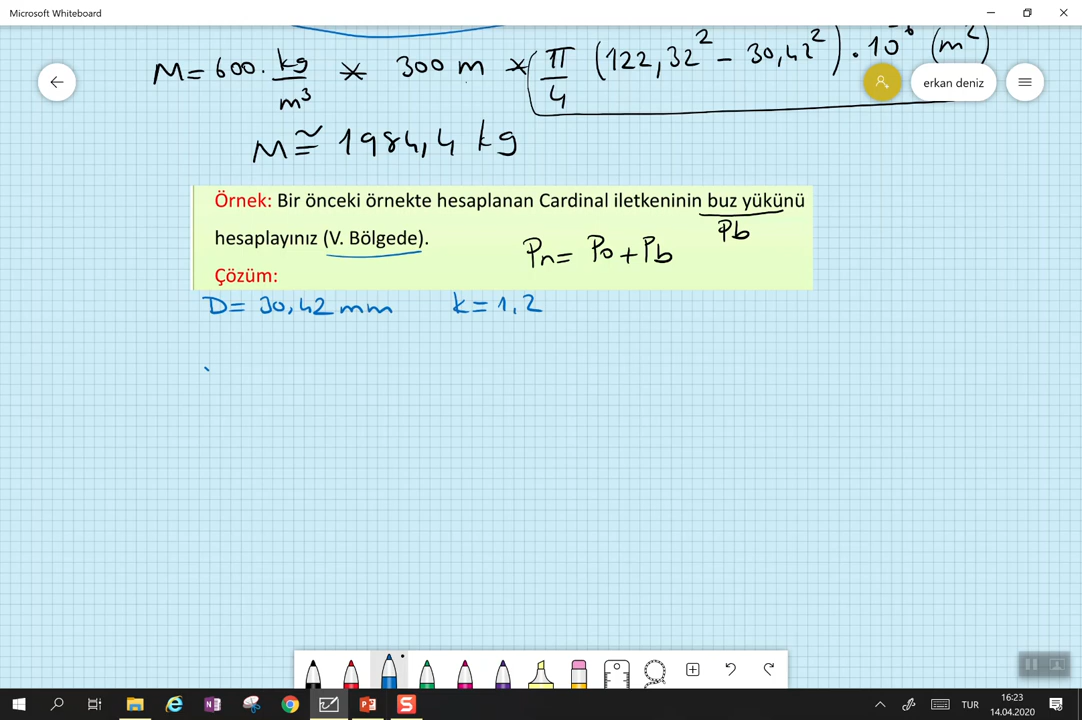 Microsoft Whiteboard
M = 600 . kg/m³ * 300 m * π/4 (122,32² - 30,42²) . 10⁻⁶ (m²)
erkan deniz
M ≅ 1984,4 kg
Örnek: Bir önceki örnekte hesaplanan Cardinal iletkeninin buz yükünü
Pb
hesaplayınız (V. Bölgede).
Pn = Po + Pb
Çözüm:
D = 30,42 mm k = 1,2
TUR
16:23
14.04.2020